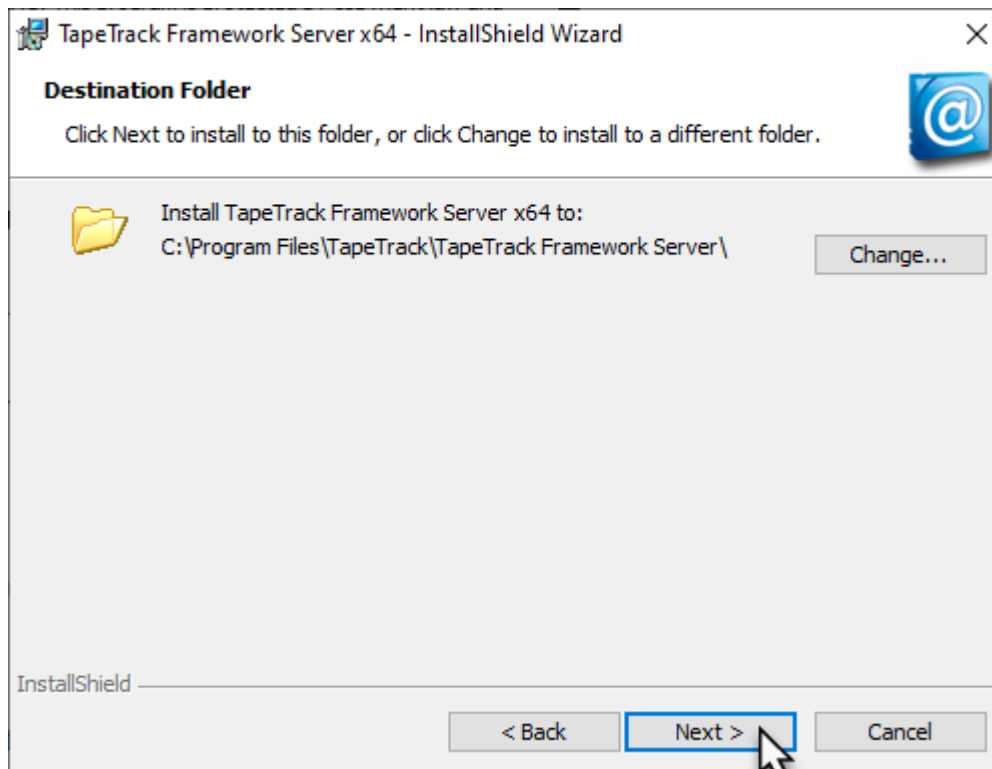 TapeTrack Framework Server x64 - InstallShield Wizard
Destination Folder
Click Next to install to this folder, or click Change to install to a different folder.
Install TapeTrack Framework Server x64 to:
C:\Program Files\TapeTrack\TapeTrack Framework Server\
Change...
InstallShield
< Back
Next >
Cancel